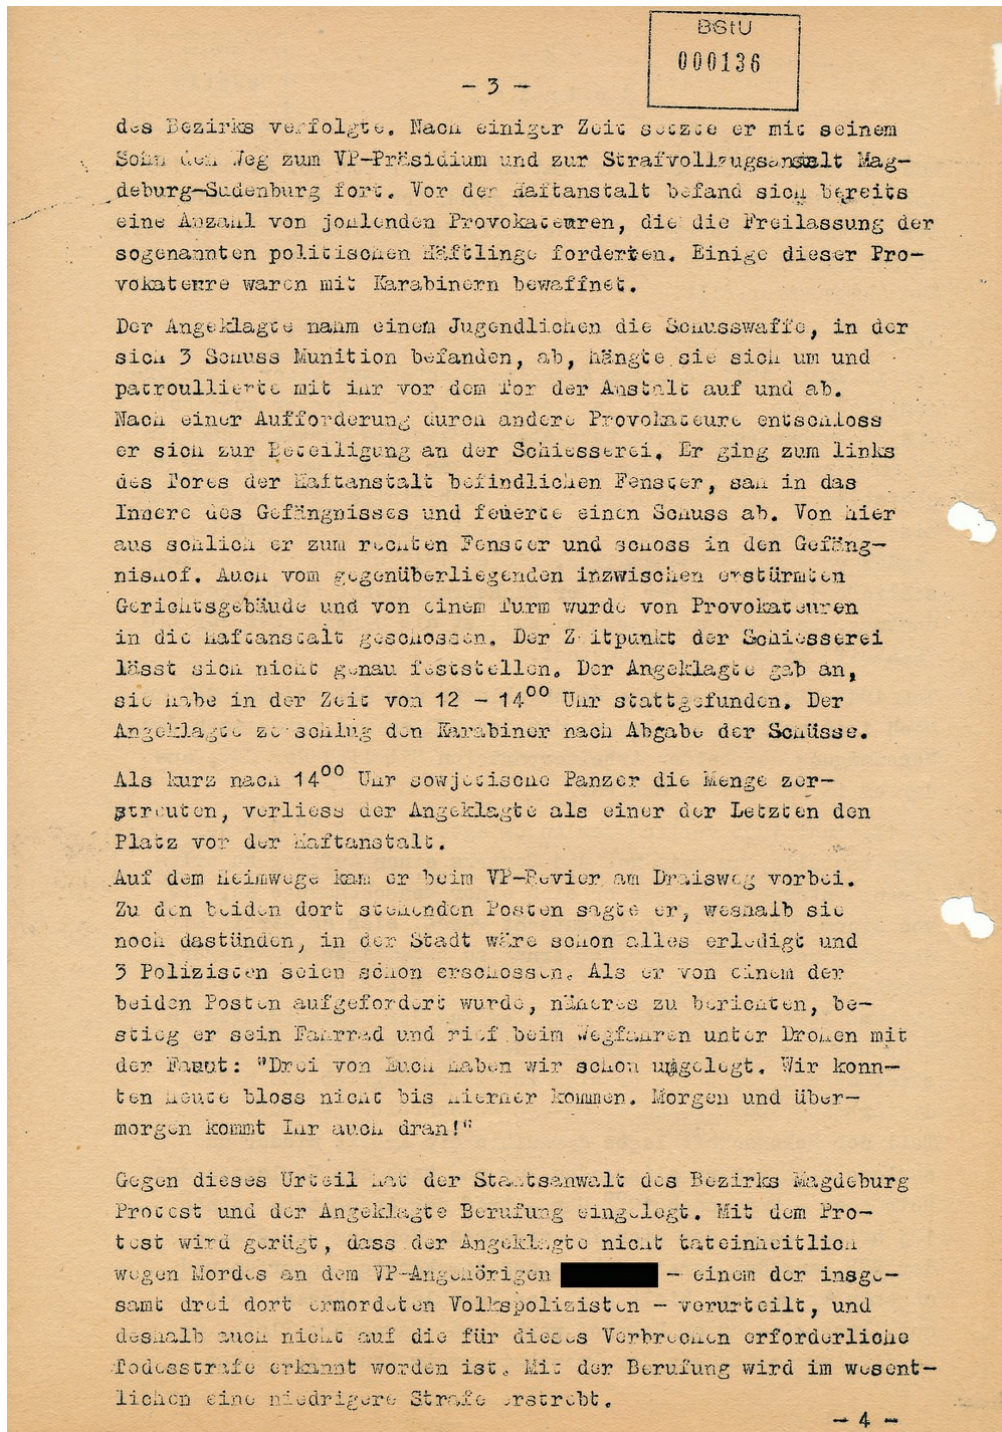 BStU
000136
- 3 -
des Bezirks verfolgte. Nach einiger Zeit setzte er mit seinem
Sohn den Weg zum VP-Präsidium und zur Strafvollzugsanstalt Mag-
deburg-Sudenburg fort. Vor der Haftanstalt befand sich bereits
eine Anzahl von johlenden Provokateuren, die die Freilassung der
sogenannten politischen Häftlinge forderten. Einige dieser Pro-
vokateure waren mit Karabinern bewaffnet.
Der Angeklagte nahm einem Jugendlichen die Schusswaffe, in der
sich 3 Schuss Munition befanden, ab, hängte sie sich um und
patroullierte mit ihr vor dem Tor der Anstalt auf und ab.
Nach einer Aufforderung durch andere Provokateure entschloss
er sich zur Beteiligung an der Schiesserei. Er ging zum links
des Tores der Haftanstalt befindlichen Fenster, sah in das
Innere des Gefängnisses und feuerte einen Schuss ab. Von hier
aus schlich er zum rechten Fenster und schoss in den Gefäng-
nishof. Auch vom gegenüberliegenden inzwischen erstürmten
Gerichtsgebäude und von einem Turm wurde von Provokateuren
in die Haftanstalt geschossen. Der Zeitpunkt der Schiesserei
lässt sich nicht genau feststellen. Der Angeklagte gab an,
sie habe in der Zeit von 12 - 14⁰⁰ Uhr stattgefunden. Der
Angeklagte zerschlug den Karabiner nach Abgabe der Schüsse.
Als kurz nach 14⁰⁰ Uhr sowjetische Panzer die Menge zer-
streuten, verliess der Angeklagte als einer der Letzten den
Platz vor der Haftanstalt.
Auf dem Heimwege kam er beim VP-Revier am Draisweg vorbei.
Zu den beiden dort stehenden Posten sagte er, weshalb sie
noch dastünden, in der Stadt wäre schon alles erledigt und
3 Polizisten seien schon erschossen. Als er von einem der
beiden Posten aufgefordert wurde, näheres zu berichten, be-
stieg er sein Fahrrad und rief beim Wegfahren unter Drohen mit
der Faust: "Drei von Euch haben wir schon umgelegt. Wir konn-
ten heute bloss nicht bis hierher kommen. Morgen und über-
morgen kommt Ihr auch dran!"
Gegen dieses Urteil hat der Staatsanwalt des Bezirks Magdeburg
Protest und der Angeklagte Berufung eingelegt. Mit dem Pro-
test wird gerügt, dass der Angeklagte nicht tateinheitlich
wegen Mordes an dem VP-Angehörigen - einem der insge-
samt drei dort ermordeten Volkspolizisten - verurteilt, und
deshalb auch nicht auf die für dieses Verbrechen erforderliche
Todesstrafe erkannt worden ist. Mit der Berufung wird im wesent-
lichen eine niedrigere Strafe erstrebt.
- 4 -